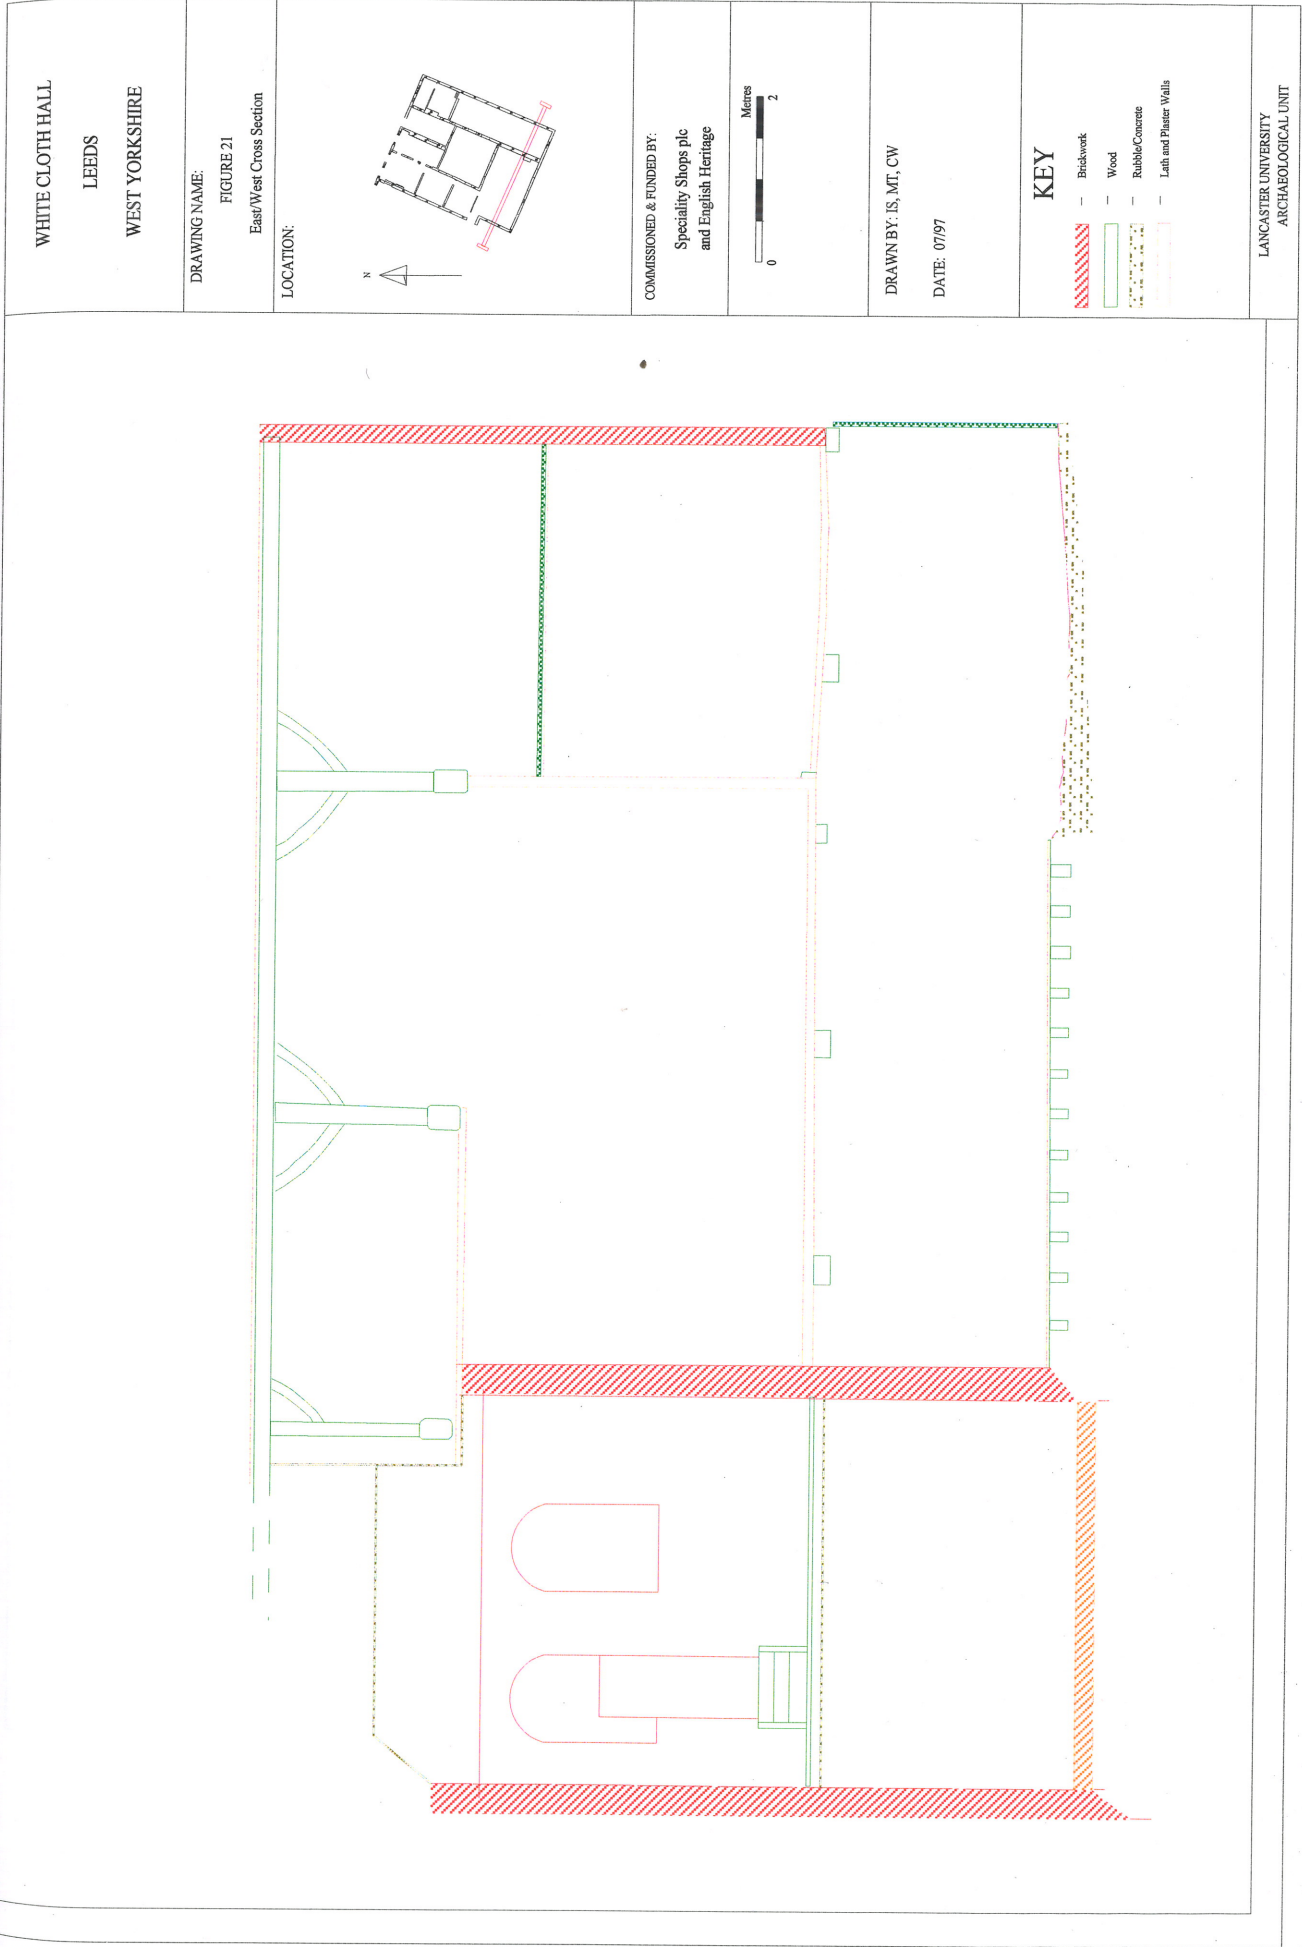 WHITE CLOTH HALL
LEEDS
WEST YORKSHIRE
DRAWING NAME:
FIGURE 21
East/West Cross Section
LOCATION:
N
COMMISSIONED & FUNDED BY:
Speciality Shops plc
and English Heritage
Metres
0 2
DRAWN BY: IS, MT, CW
DATE: 07/97
KEY
– Brickwork
– Wood
– Rubble/Concrete
– Lath and Plaster Walls
LANCASTER UNIVERSITY
ARCHAEOLOGICAL UNIT